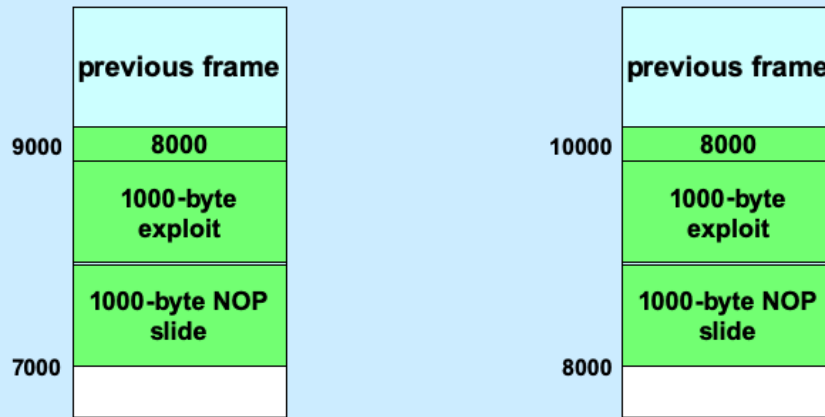 previous frame
9000
8000
1000-byte
exploit
1000-byte NOP
slide
7000
previous frame
10000
8000
1000-byte
exploit
1000-byte NOP
slide
8000